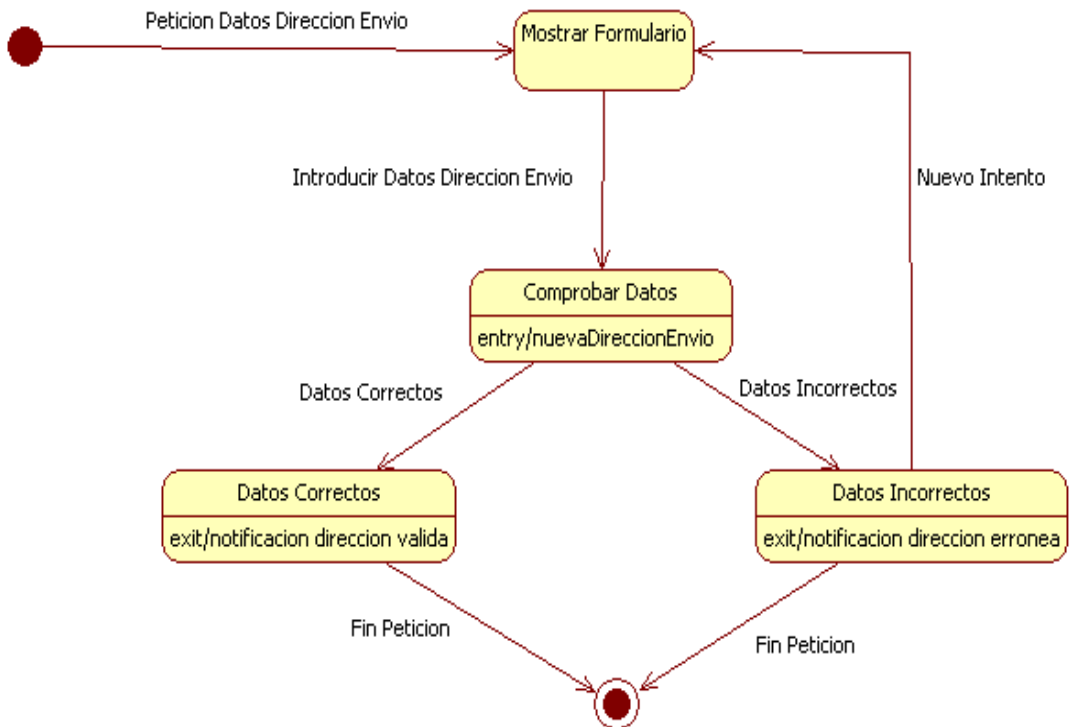 Peticion Datos Direccion Envio
Mostrar Formulario
Introducir Datos Direccion Envio
Nuevo Intento
Comprobar Datos
entry/nuevaDireccionEnvio
Datos Correctos
Datos Incorrectos
Datos Correctos
exit/notificacion direccion valida
Datos Incorrectos
exit/notificacion direccion erronea
Fin Peticion
Fin Peticion